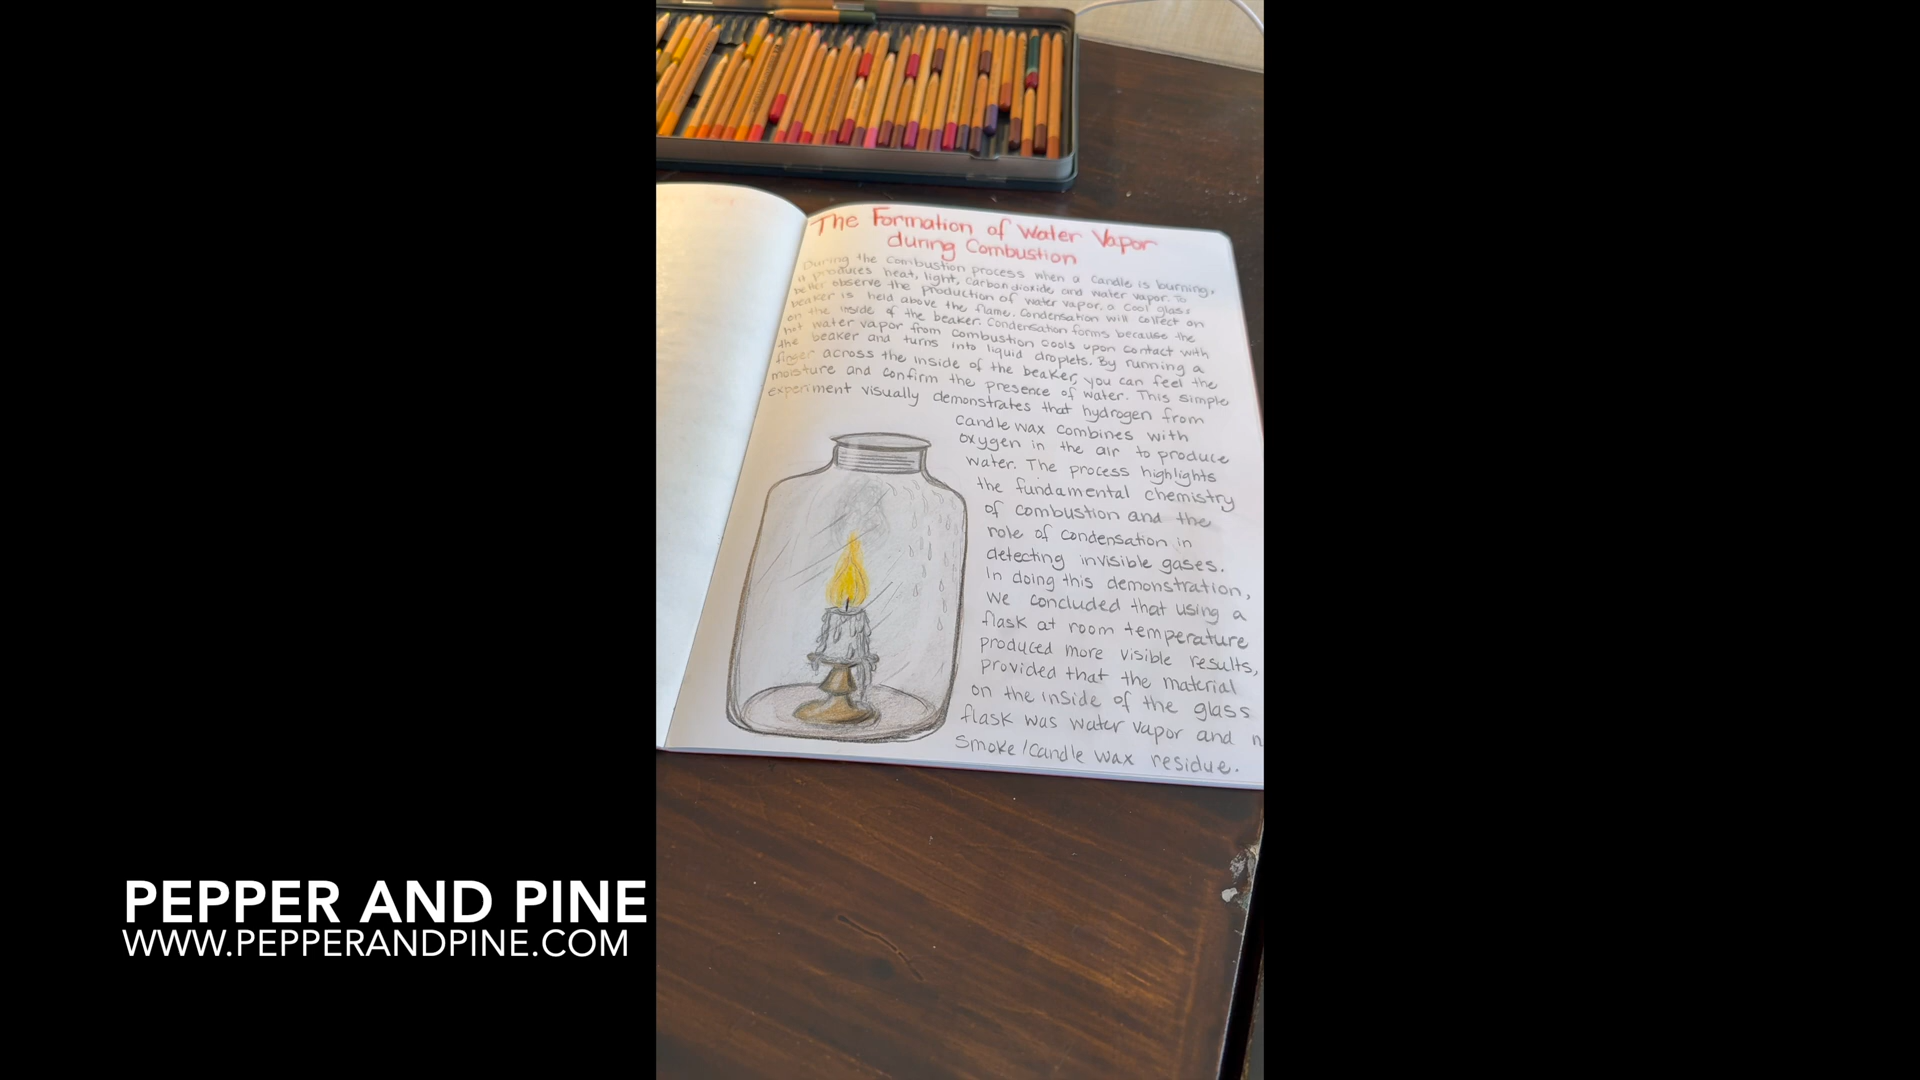 The Formation of Water Vapor
during Combustion
During the combustion process when a candle is burning,
it produces heat, light, carbon dioxide, and water vapor. To
better observe the production of water vapor, a cool glass
beaker is held above the flame. Condensation will collect on
on the inside of the beaker. Condensation forms because the
hot water vapor from combustion cools upon contact with
the beaker and turns into liquid droplets. By running a
finger across the inside of the beaker, you can feel the
moisture and confirm the presence of water. This simple
experiment visually demonstrates that hydrogen from
candle wax combines with
oxygen in the air to produce
water. The process highlights
the fundamental chemistry
of combustion and the
role of condensation in
detecting invisible gases.
In doing this demonstration,
we concluded that using a
flask at room temperature
produced more visible results,
provided that the material
on the inside of the glass
flask was water vapor and n
smoke/candle wax residue.
PEPPER AND PINE
WWW.PEPPERANDPINE.COM